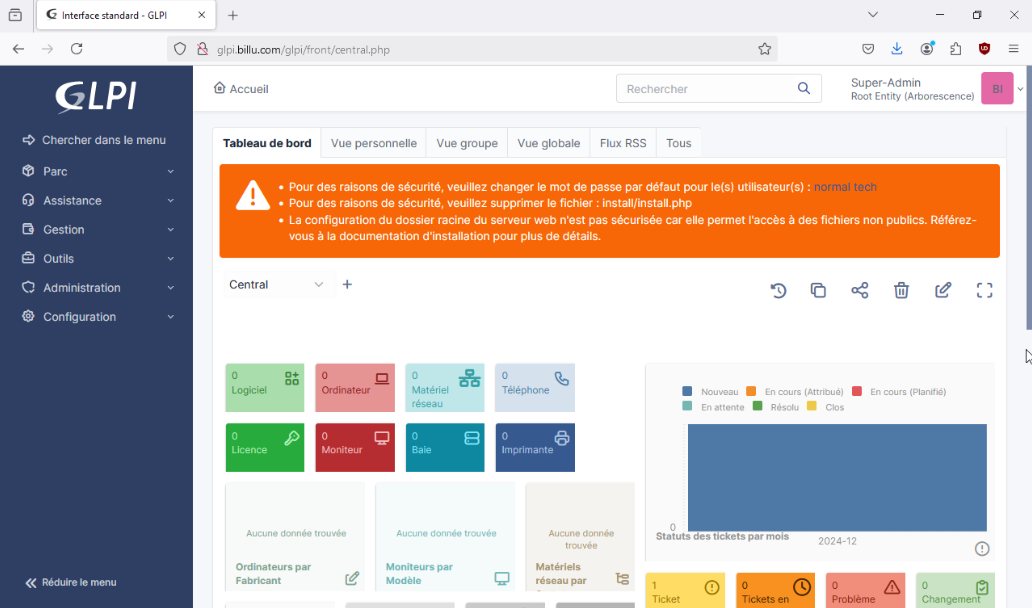 Interface standard - GLPI
glpi.billu.com/glpi/front/central.php
GLPI
Chercher dans le menu
Parc
Assistance
Gestion
Outils
Administration
Configuration
Réduire le menu
Accueil
Rechercher
Super-Admin
Root Entity (Arborescence)
BI
Tableau de bord
Vue personnelle
Vue groupe
Vue globale
Flux RSS
Tous
• Pour des raisons de sécurité, veuillez changer le mot de passe par défaut pour le(s) utilisateur(s) : normal tech
• Pour des raisons de sécurité, veuillez supprimer le fichier : install/install.php
• La configuration du dossier racine du serveur web n'est pas sécurisée car elle permet l'accès à des fichiers non publics. Référez-
vous à la documentation d'installation pour plus de détails.
Central
0
Logiciel
0
Ordinateur
0
Matériel
réseau
0
Téléphone
0
Licence
0
Moniteur
0
Baie
0
Imprimante
Aucune donnée trouvée
Ordinateurs par
Fabricant
Aucune donnée trouvée
Moniteurs par
Modèle
Aucune donnée
trouvée
Matériels
réseau par
Nouveau
En cours (Attribué)
En cours (Planifié)
En attente
Résolu
Clos
0
Statuts des tickets par mois
2024-12
1
Ticket
0
Tickets en
0
Problème
0
Changement